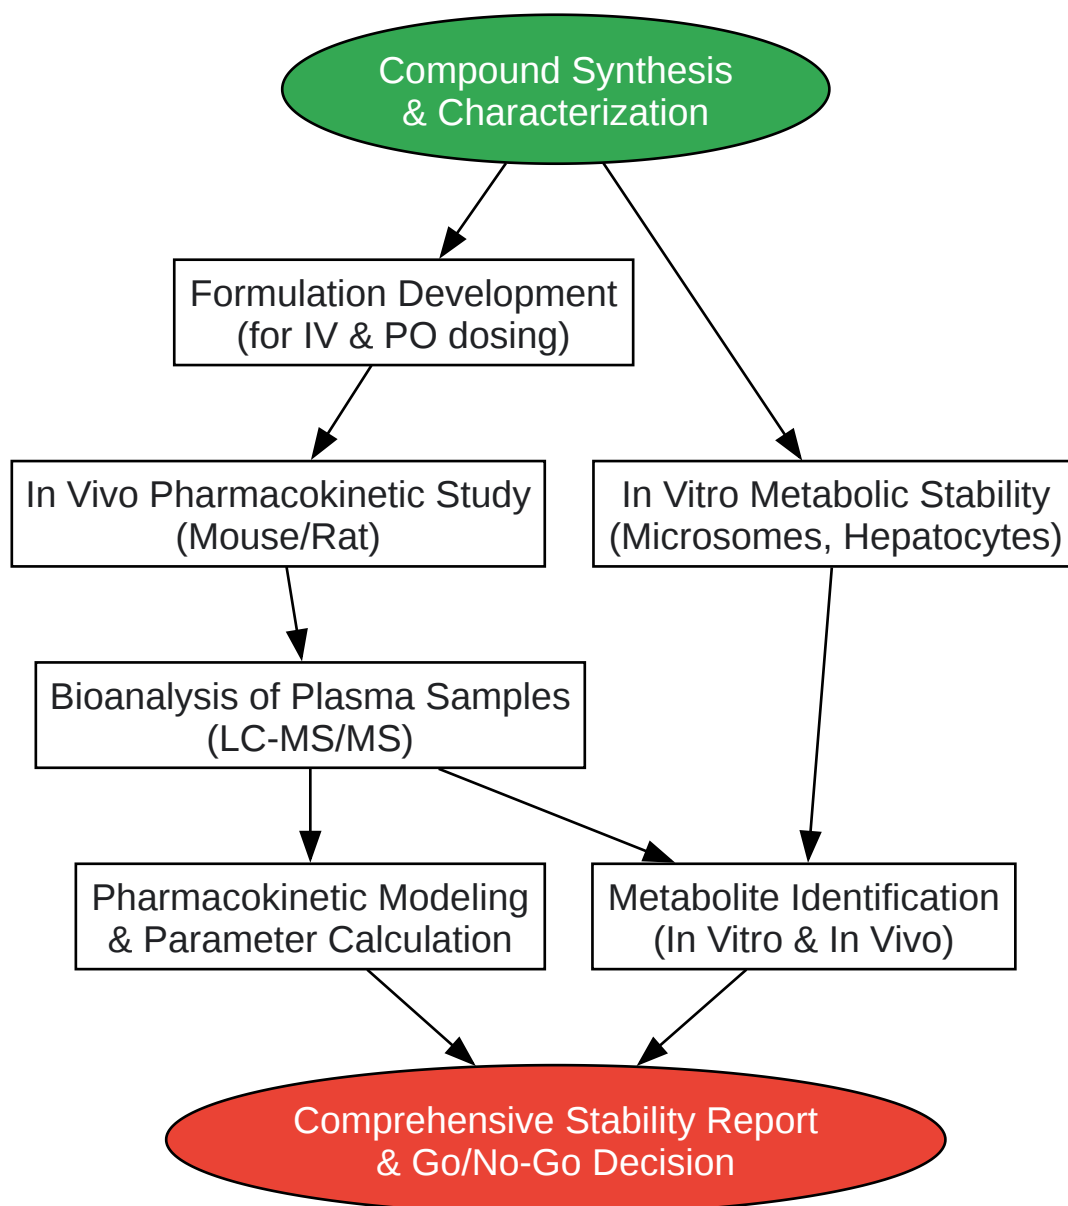 Compound Synthesis
& Characterization
Formulation Development
(for IV & PO dosing)
In Vivo Pharmacokinetic Study
(Mouse/Rat)
In Vitro Metabolic Stability
(Microsomes, Hepatocytes)
Bioanalysis of Plasma Samples
(LC-MS/MS)
Pharmacokinetic Modeling
& Parameter Calculation
Metabolite Identification
(In Vitro & In Vivo)
Comprehensive Stability Report
& Go/No-Go Decision